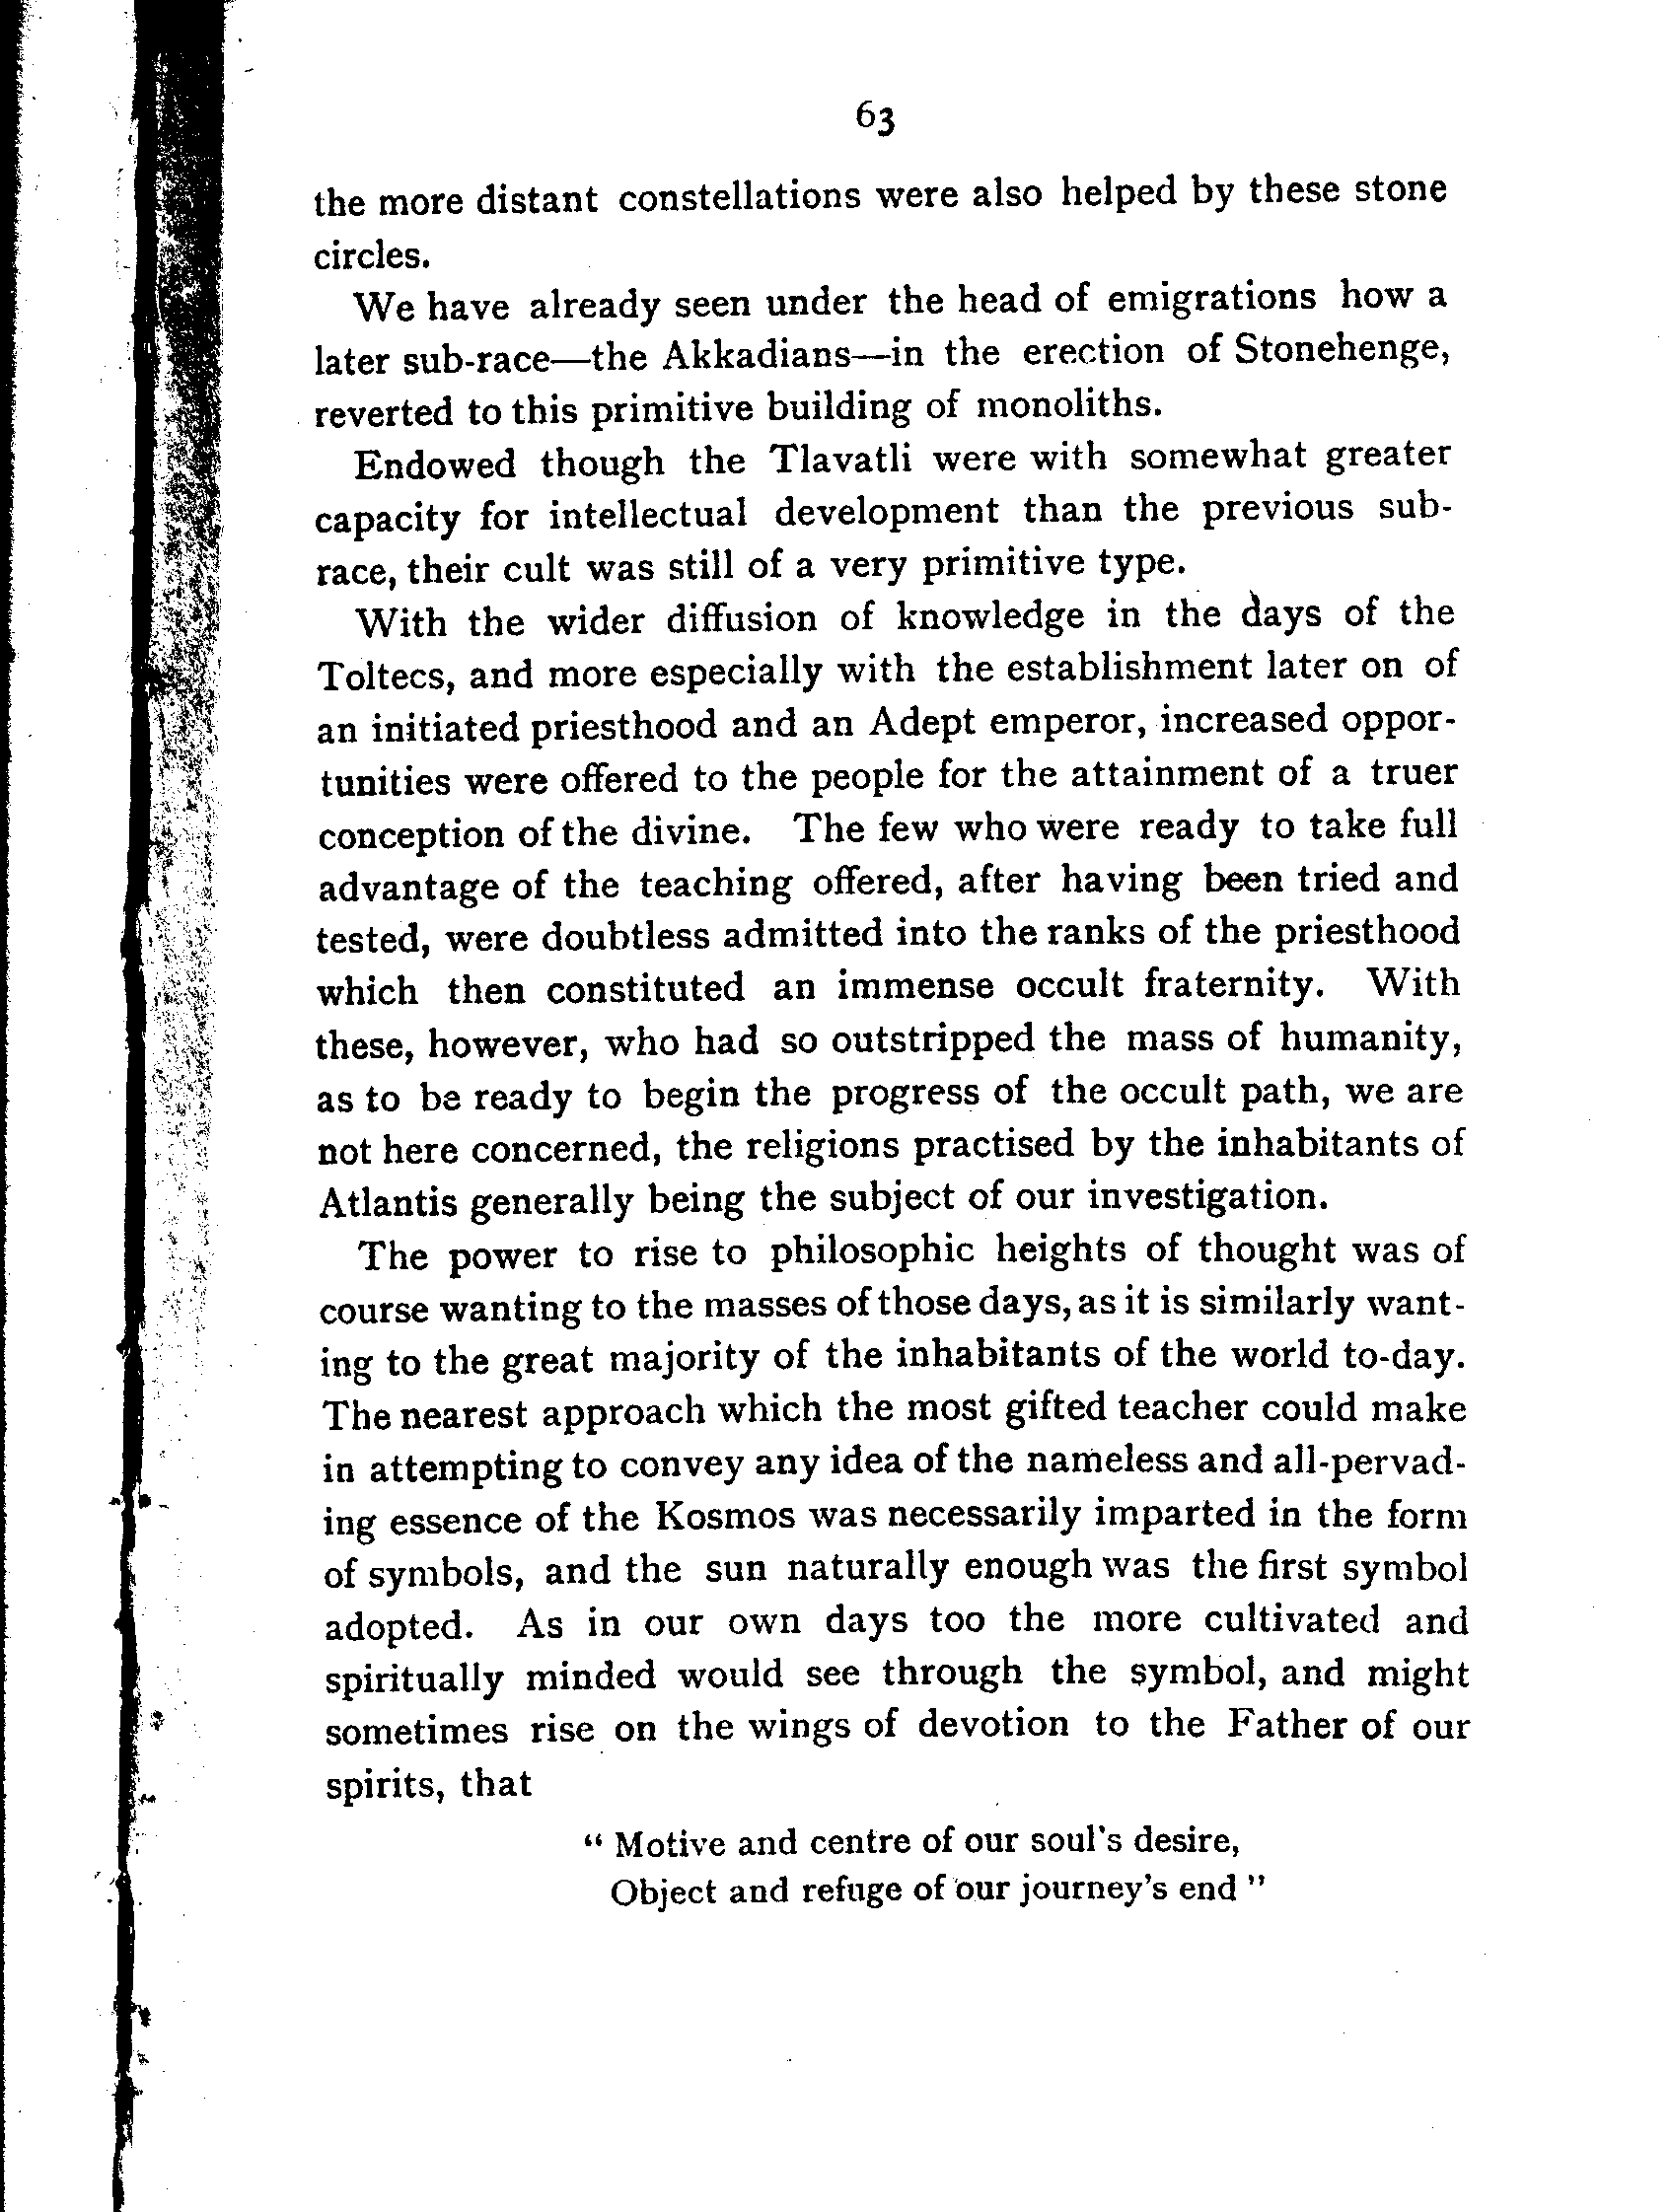 63
the more distant constellations were also helped by these stone
circles.
We have already seen under the head of emigrations how a
later sub-race—the Akkadians—in the erection of Stonehenge,
reverted to this primitive building of monoliths.
Endowed though the Tlavatli were with somewhat greater
capacity for intellectual development than the previous sub-
race, their cult was still of a very primitive type.
With the wider diffusion of knowledge in the days of the
Toltecs, and more especially with the establishment later on of
an initiated priesthood and an Adept emperor, increased oppor-
tunities were offered to the people for the attainment of a truer
conception of the divine. The few who were ready to take full
advantage of the teaching offered, after having been tried and
tested, were doubtless admitted into the ranks of the priesthood
which then constituted an immense occult fraternity. With
these, however, who had so outstripped the mass of humanity,
as to be ready to begin the progress of the occult path, we are
not here concerned, the religions practised by the inhabitants of
Atlantis generally being the subject of our investigation.
The power to rise to philosophic heights of thought was of
course wanting to the masses of those days, as it is similarly want-
ing to the great majority of the inhabitants of the world to-day.
The nearest approach which the most gifted teacher could make
in attempting to convey any idea of the nameless and all-pervad-
ing essence of the Kosmos was necessarily imparted in the form
of symbols, and the sun naturally enough was the first symbol
adopted. As in our own days too the more cultivated and
spiritually minded would see through the symbol, and might
sometimes rise on the wings of devotion to the Father of our
spirits, that
" Motive and centre of our soul's desire,
Object and refuge of our journey's end "